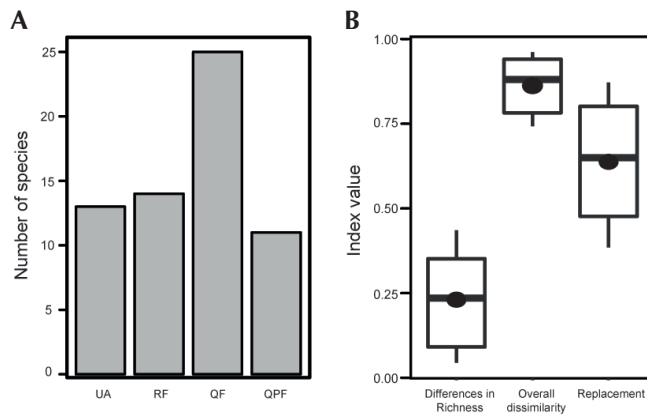 A
Number of species
25
20
15
10
5
0
UA RF QF QPF
B
Index value
1.00
0.75
0.50
0.25
0.00
Differences in Richness
Overall dissimilarity
Replacement